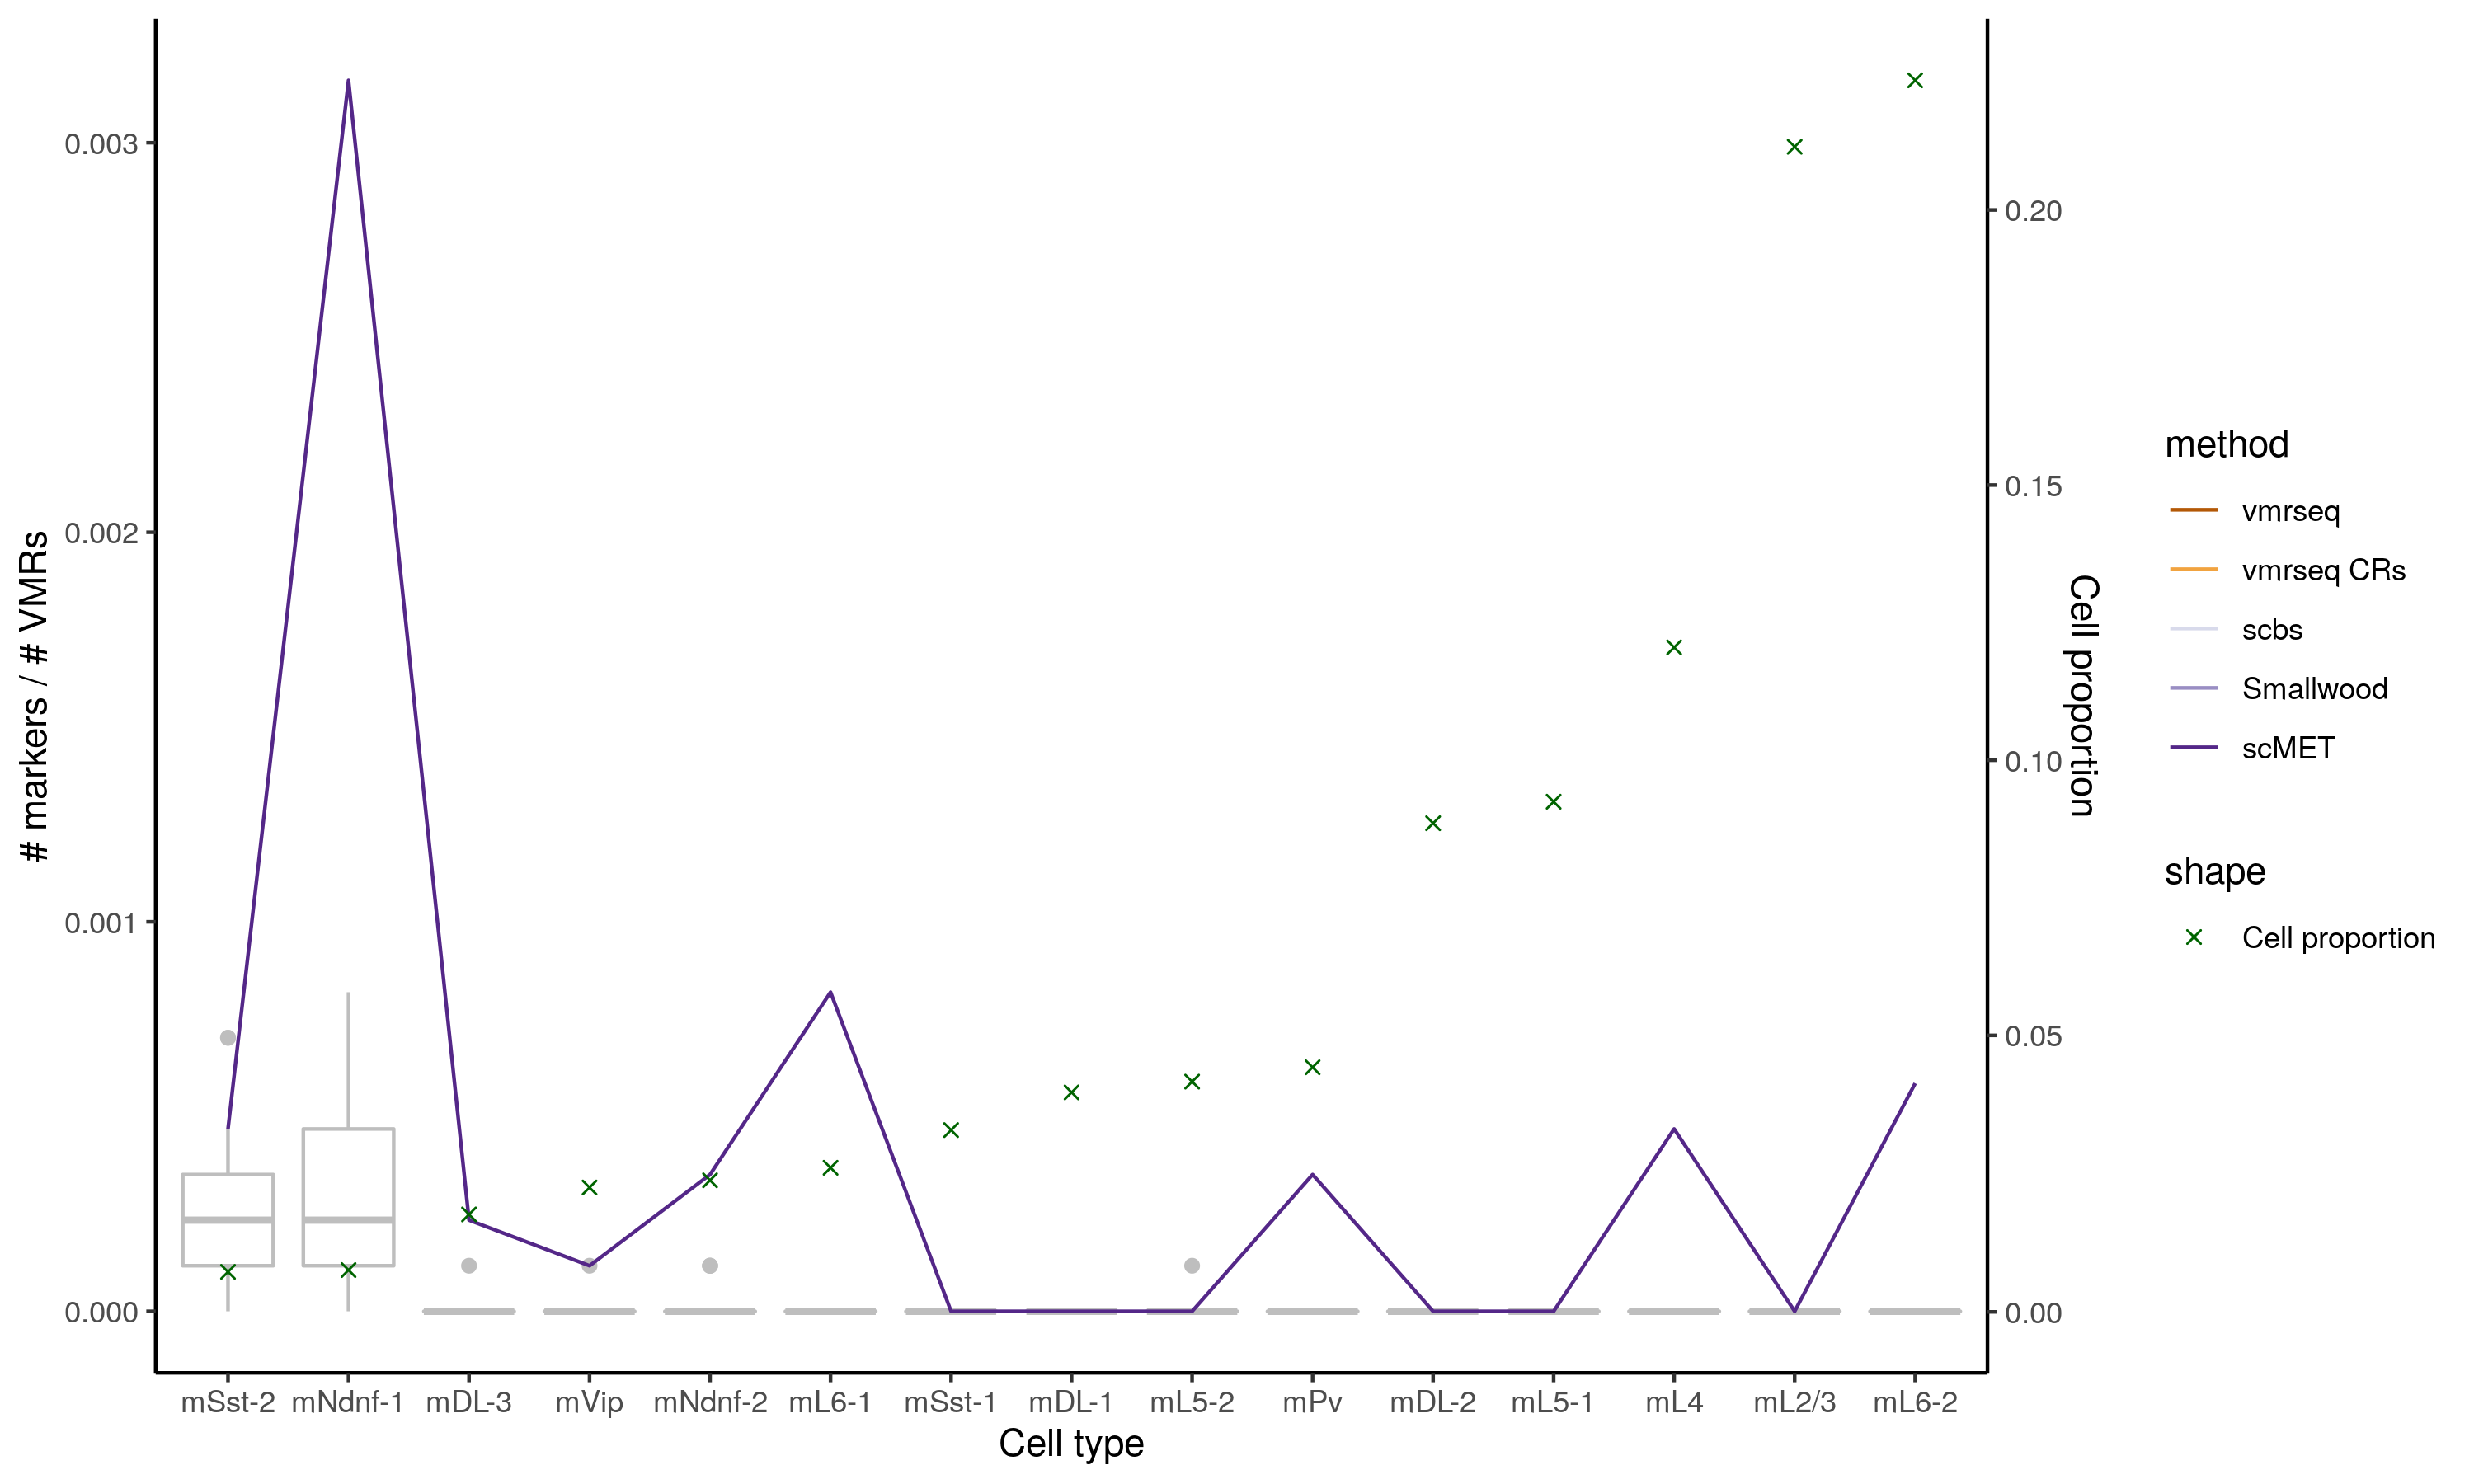 # markers / # VMRs
0.003
0.002
0.001
0.000
mSst-2 mNdnf-1 mDL-3 mVip mNdnf-2 mL6-1 mSst-1 mDL-1 mL5-2 mPv mDL-2 mL5-1 mL4 mL2/3 mL6-2
Cell type
0.20
0.15
0.10
0.05
0.00
Cell proportion
method
vmrseq
vmrseq CRs
scbs
Smallwood
scMET
shape
Cell proportion